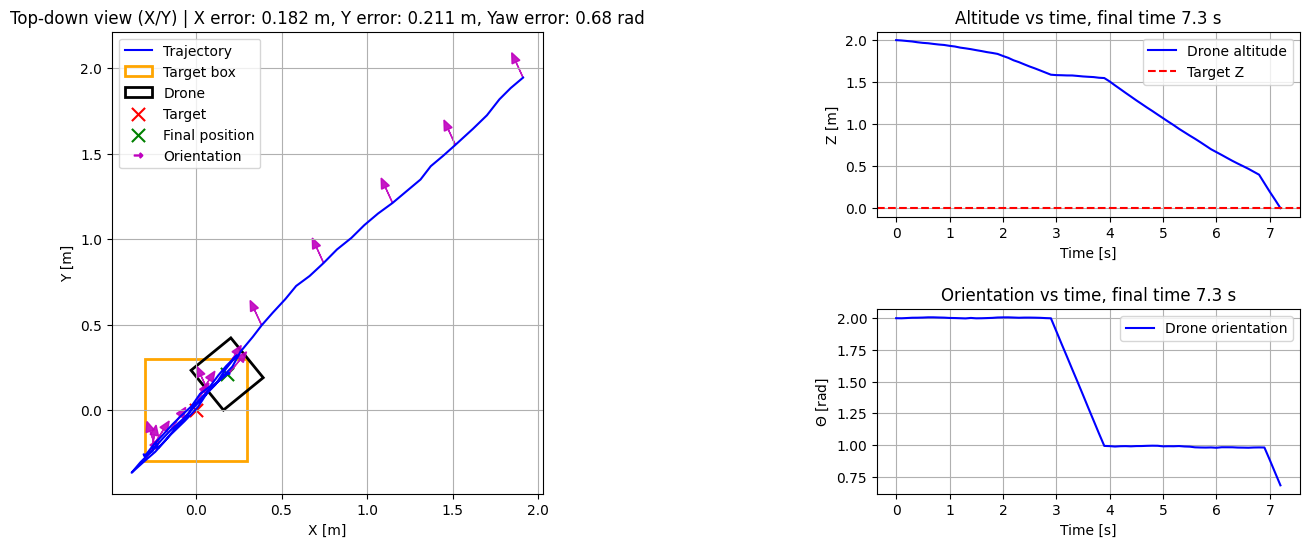 Top-down view (X/Y) | X error: 0.182 m, Y error: 0.211 m, Yaw error: 0.68 rad
Trajectory
Target box
Drone
Target
Final position
Orientation
2.0
1.5
1.0
0.5
0.0
Y [m]
0.0 0.5 1.0 1.5 2.0
X [m]
Altitude vs time, final time 7.3 s
Drone altitude
Target Z
2.0
1.5
1.0
0.5
0.0
Z [m]
0 1 2 3 4 5 6 7
Time [s]
Orientation vs time, final time 7.3 s
Drone orientation
2.00
1.75
1.50
1.25
1.00
0.75
Θ [rad]
0 1 2 3 4 5 6 7
Time [s]